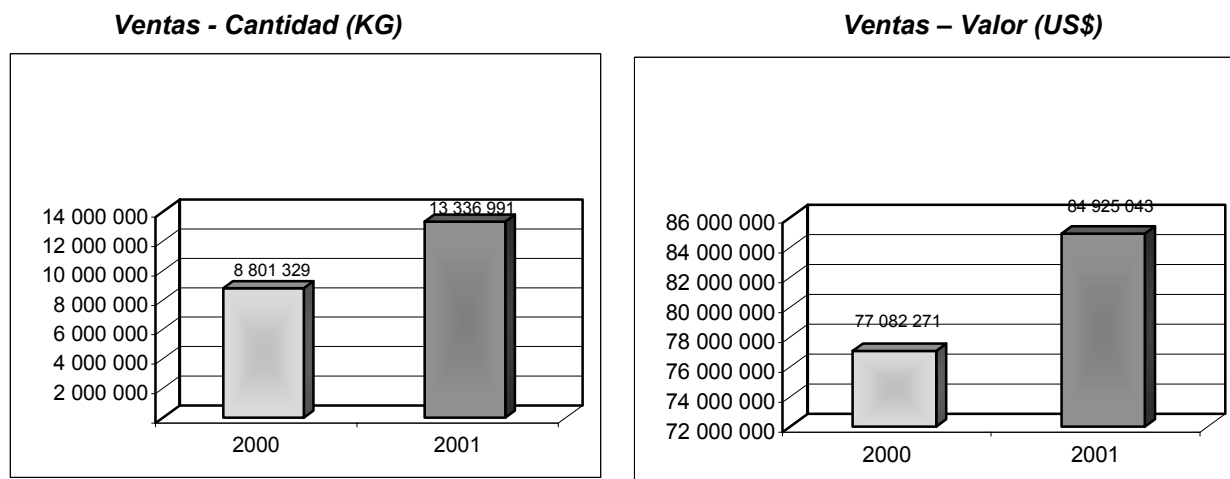 Ventas - Cantidad (KG)
14 000 000
12 000 000
10 000 000
8 000 000
6 000 000
4 000 000
2 000 000
8 801 329
13 336 991
2000
2001
Ventas – Valor (US$)
86 000 000
84 000 000
82 000 000
80 000 000
78 000 000
76 000 000
74 000 000
72 000 000
77 082 271
84 925 043
2000
2001